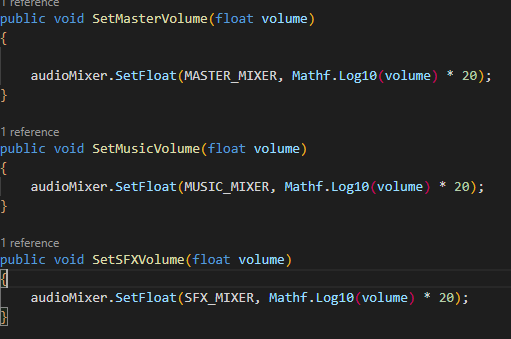 1 reference
public void SetMasterVolume(float volume)
{
audioMixer.SetFloat(MASTER_MIXER, Mathf.Log10(volume) * 20);
}
1 reference
public void SetMusicVolume(float volume)
{
audioMixer.SetFloat(MUSIC_MIXER, Mathf.Log10(volume) * 20);
}
1 reference
public void SetSFXVolume(float volume)
{
audioMixer.SetFloat(SFX_MIXER, Mathf.Log10(volume) * 20);
}